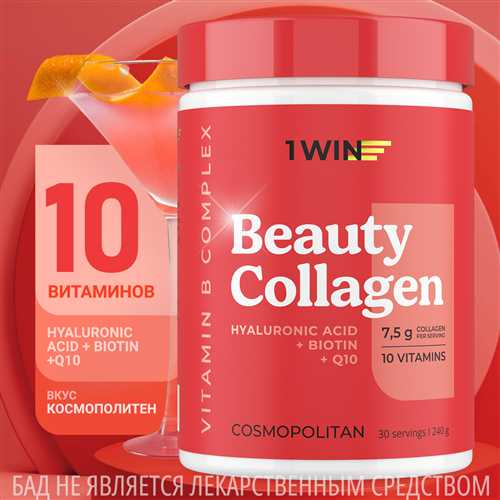 10
ВИТАМИНОВ
HYALURONIC
ACID + BIOTIN
+Q10
ВКУС
КОСМОПОЛИТЕН
VITAMIN B COMPLEX
1WIN
Beauty
Collagen
HYALURONIC ACID
+ BIOTIN
+ Q10
7,5 g COLLAGEN
PER SERVING
10 VITAMINS
COSMOPOLITAN
30 servings | 240 g
БАД НЕ ЯВЛЯЕТСЯ ЛЕКАРСТВЕННЫМ СРЕДСТВОМ